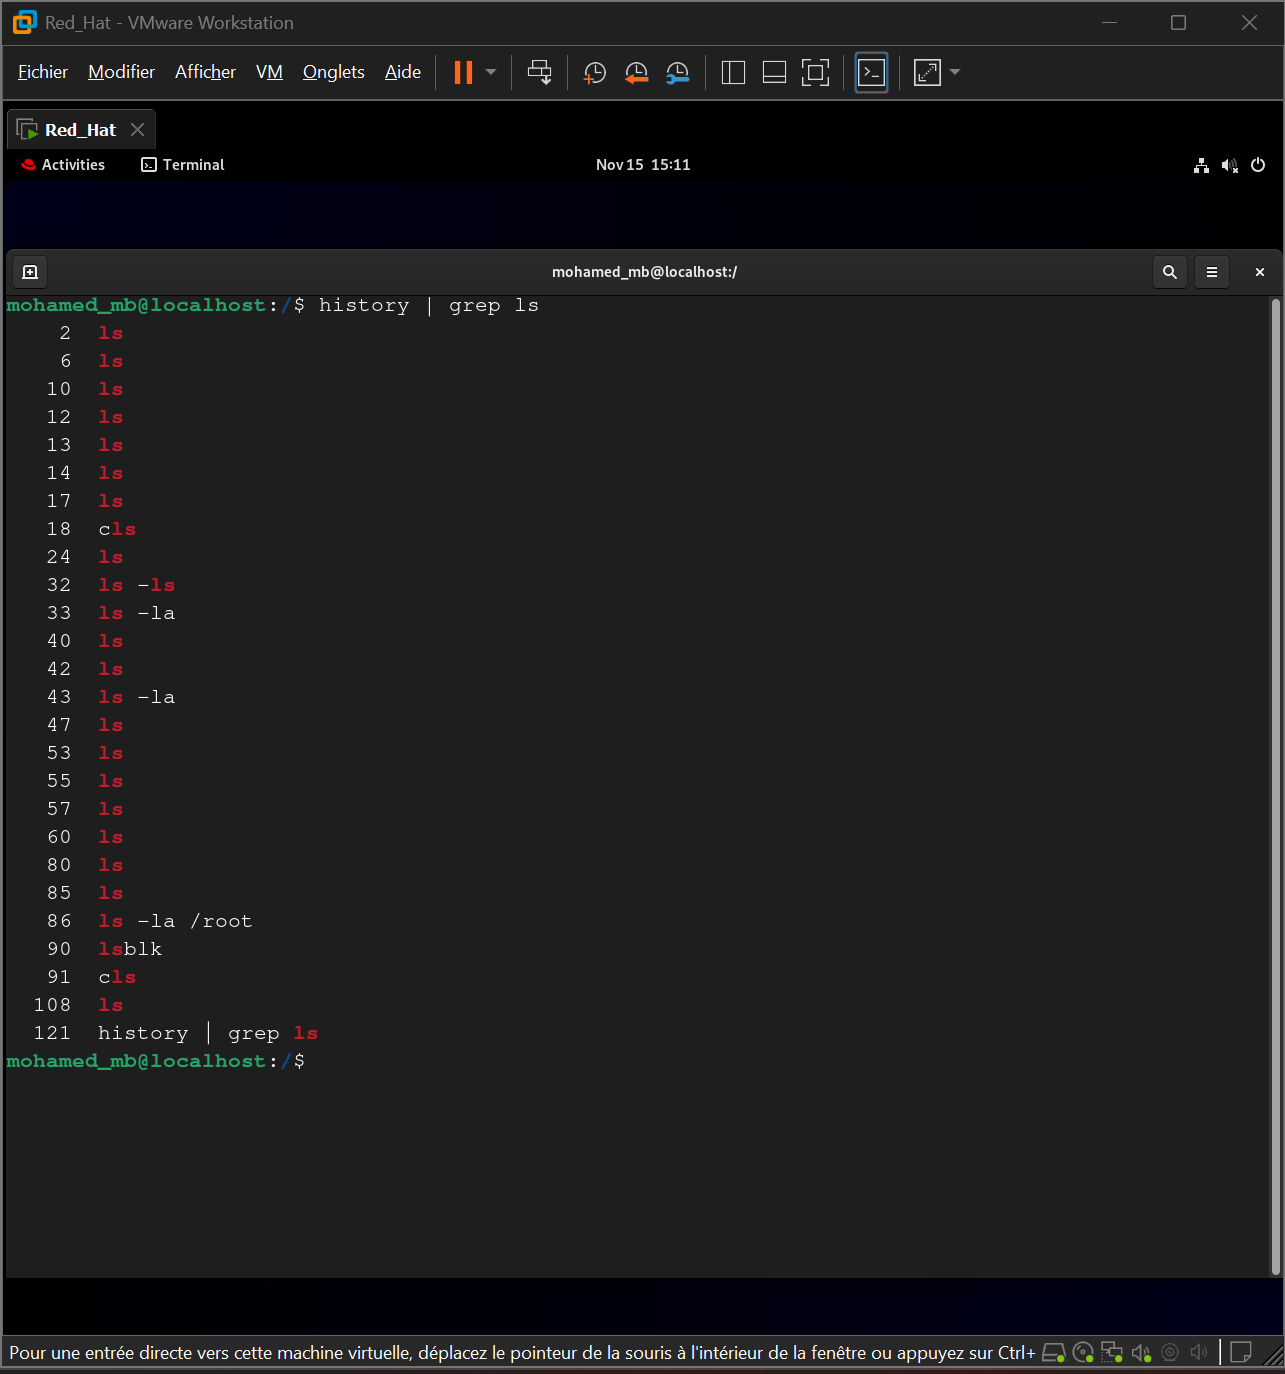 Red_Hat - VMware Workstation
Fichier Modifier Afficher VM Onglets Aide
Red_Hat
Activities Terminal Nov 15 15:11
mohamed_mb@localhost:/
mohamed_mb@localhost:/$ history | grep ls
2 ls
6 ls
10 ls
12 ls
13 ls
14 ls
17 ls
18 cls
24 ls
32 ls -ls
33 ls -la
40 ls
42 ls
43 ls -la
47 ls
53 ls
55 ls
57 ls
60 ls
80 ls
85 ls
86 ls -la /root
90 lsblk
91 cls
108 ls
121 history | grep ls
mohamed_mb@localhost:/$
Pour une entrée directe vers cette machine virtuelle, déplacez le pointeur de la souris à l'intérieur de la fenêtre ou appuyez sur Ctrl+